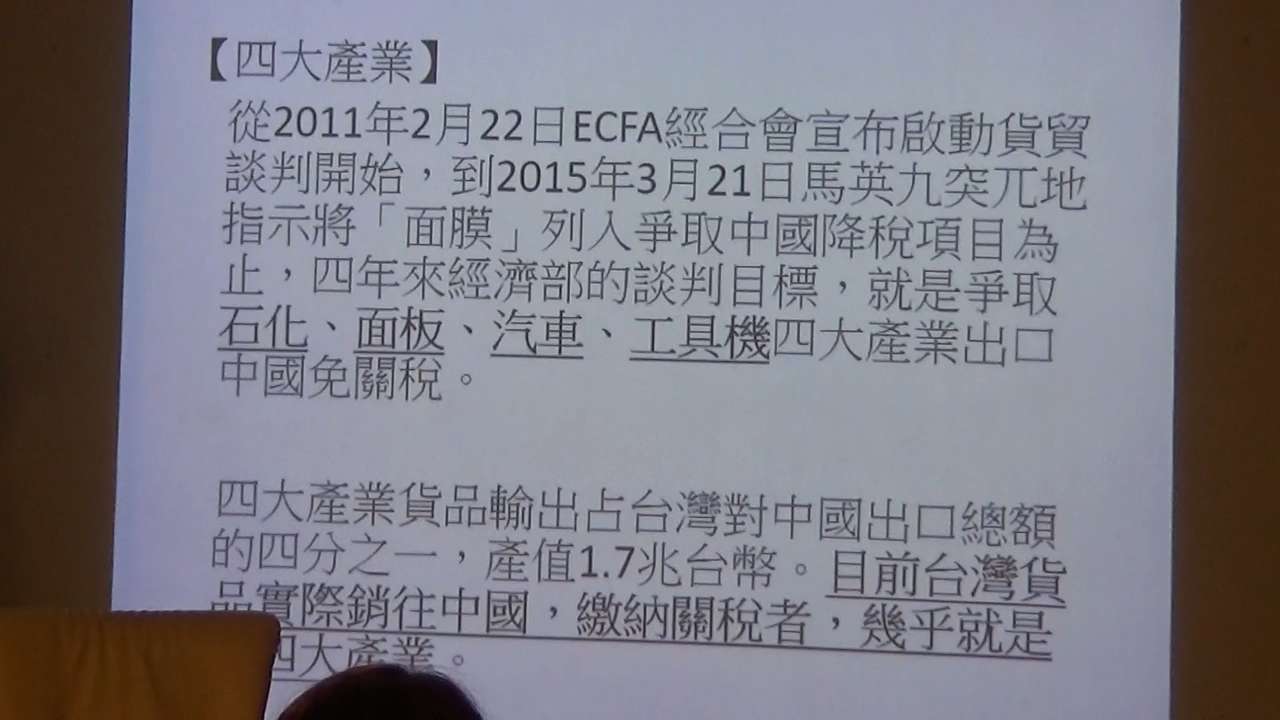 【四大產業】
從2011年2月22日ECFA經合會宣布啟動貨貿
談判開始，到2015年3月21日馬英九突兀地
指示將「面膜」列入爭取中國降稅項目為
止，四年來經濟部的談判目標，就是爭取
石化、面板、汽車、工具機四大產業出口
中國免關稅。
四大產業貨品輸出占台灣對中國出口總額
的四分之一，產值1.7兆台幣。目前台灣貨
品實際銷往中國，繳納關稅者，幾乎就是
四大產業。